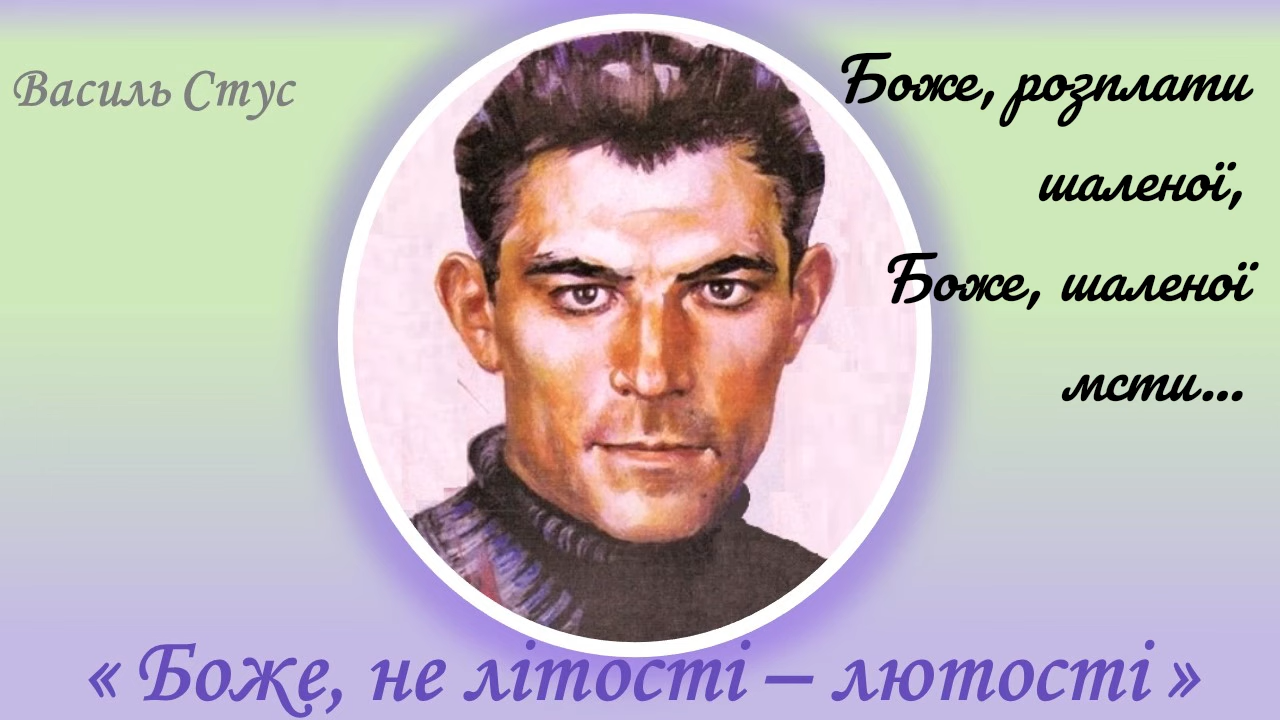 Василь Стус
Боже, розплати
шаленої,
Боже, шаленої
мсти...
« Боже, не літості – лютості »